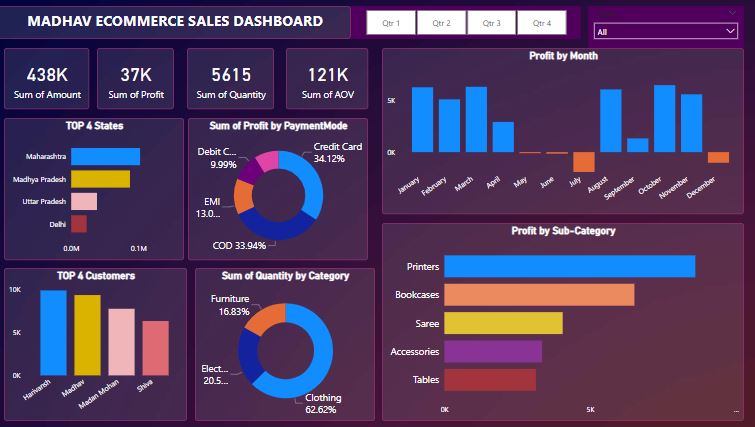 MADHAV ECOMMERCE SALES DASHBOARD
Qtr 1
Qtr 2
Qtr 3
Qtr 4
All
438K
Sum of Amount
37K
Sum of Profit
5615
Sum of Quantity
121K
Sum of AOV
Profit by Month
5K
0K
January
February
March
April
May
June
July
August
September
October
November
December
TOP 4 States
Maharashtra
Madhya Pradesh
Uttar Pradesh
Delhi
0.0M
0.1M
Sum of Profit by PaymentMode
Debit C...
9.99%
Credit Card
34.12%
EMI
13.0...
COD 33.94%
Profit by Sub-Category
Printers
Bookcases
Saree
Accessories
Tables
0K
5K
...
TOP 4 Customers
10K
5K
0K
Harivansh
Madhav
Madan Mohan
Shiva
Sum of Quantity by Category
Furniture
16.83%
Elect...
20.5...
Clothing
62.62%